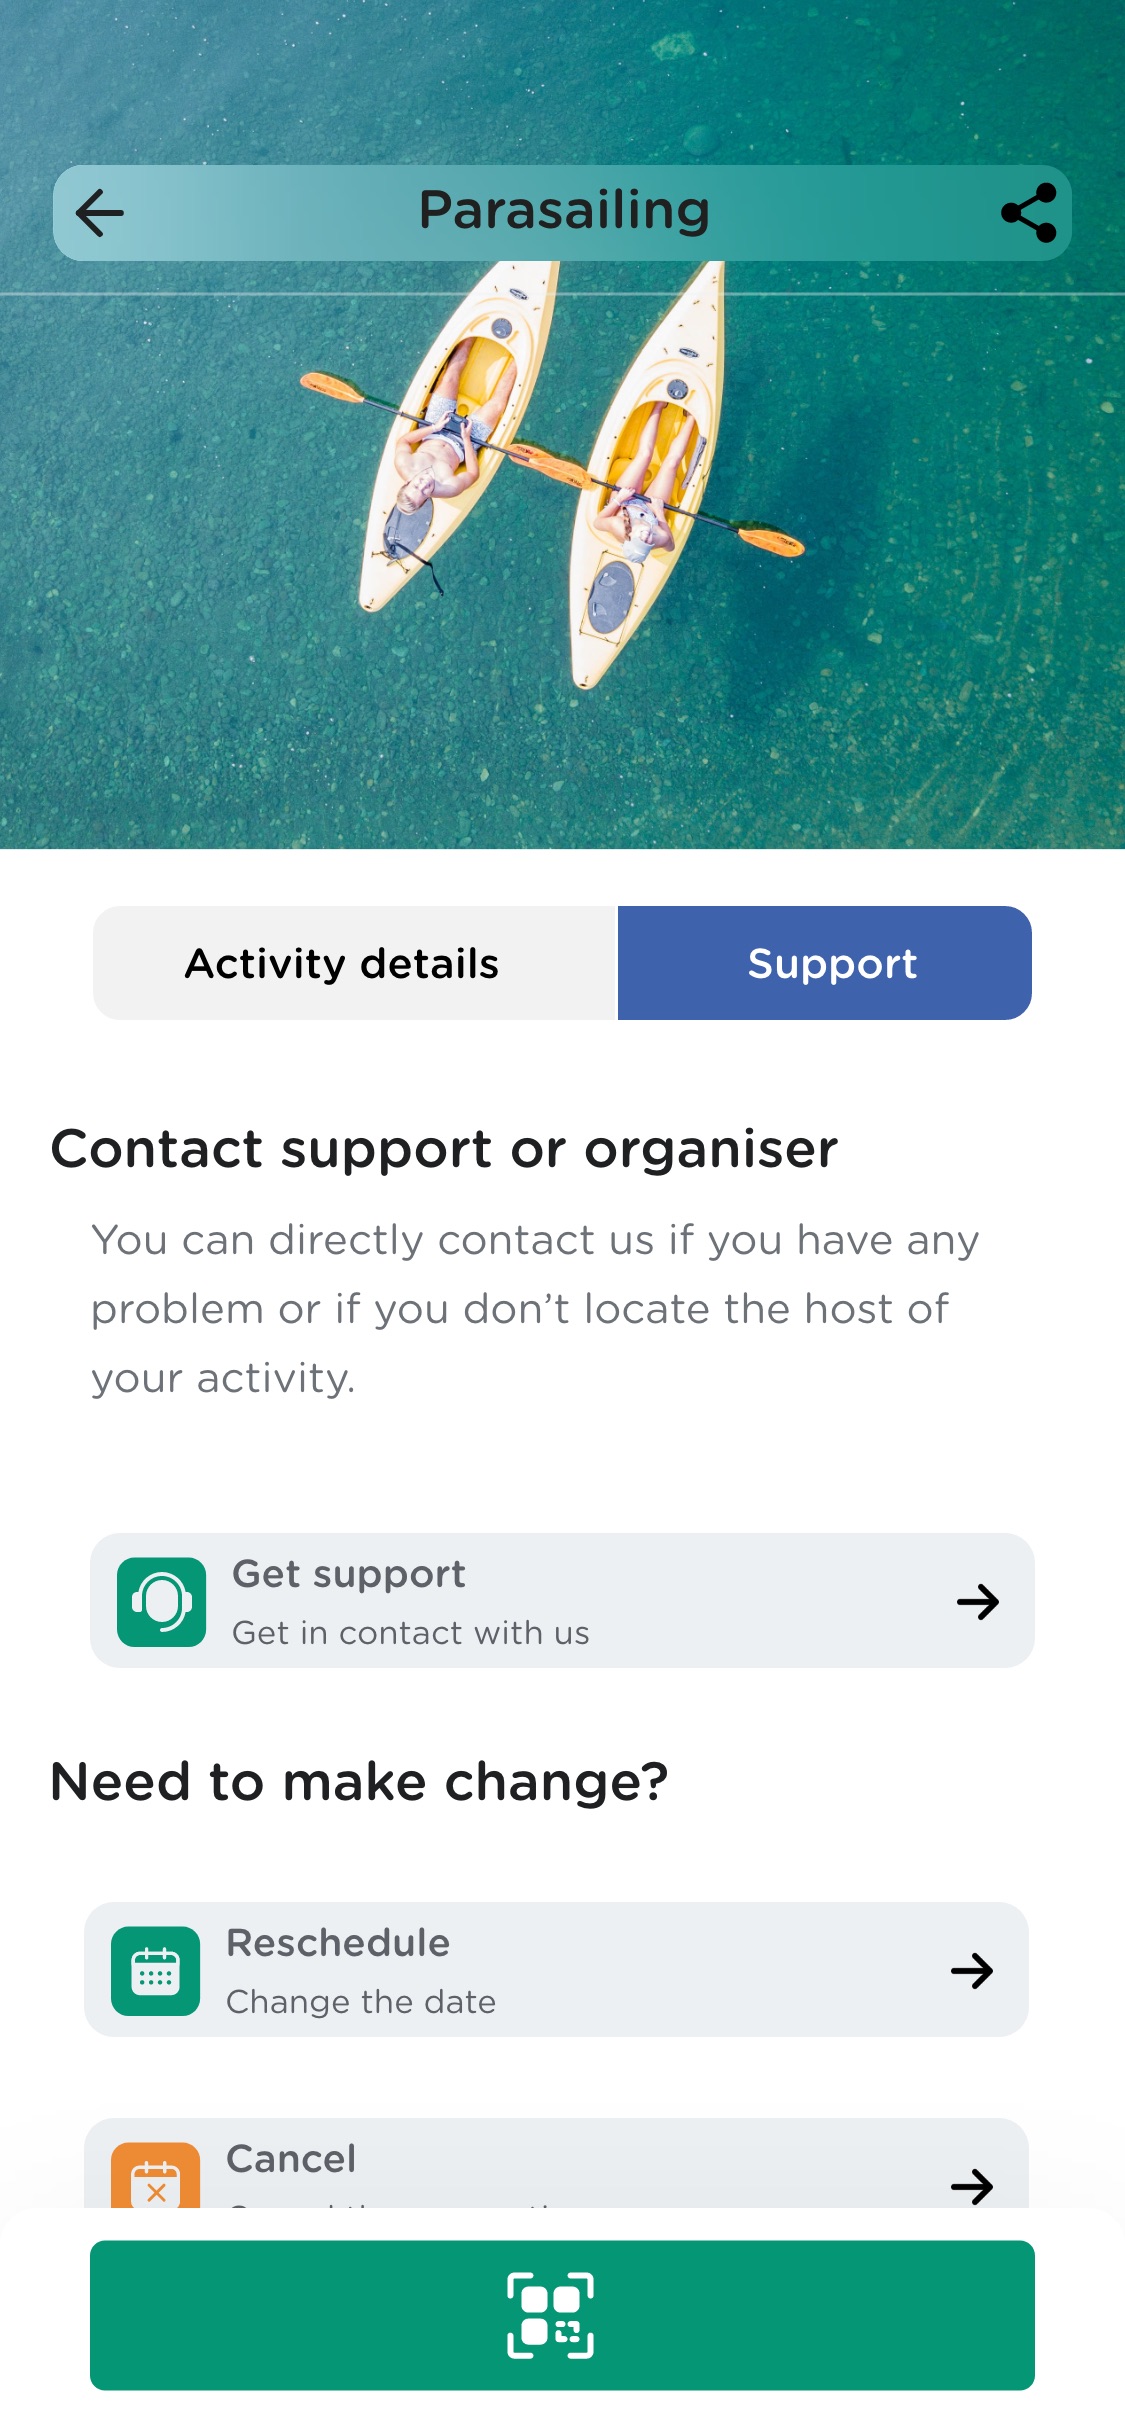 Parasailing
Activity details
Support
Contact support or organiser
You can directly contact us if you have any
problem or if you don’t locate the host of
your activity.
Get support
Get in contact with us
Need to make change?
Reschedule
Change the date
Cancel